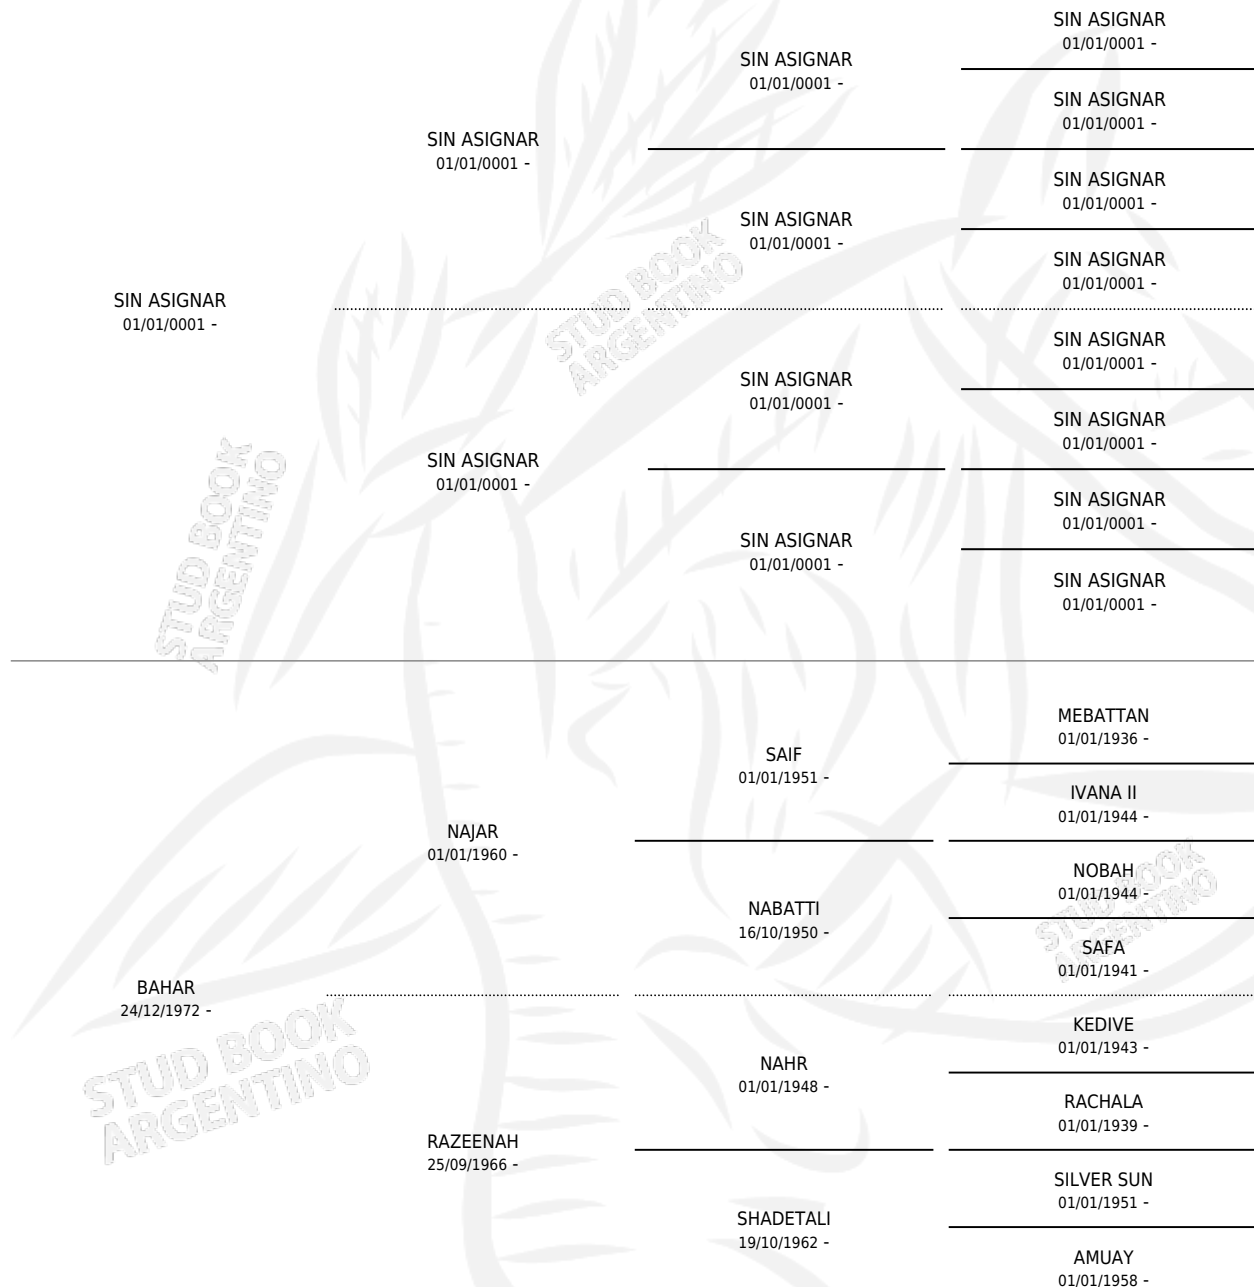 SIN ASIGNAR
01/01/0001 -
SIN ASIGNAR
01/01/0001 -
SIN ASIGNAR
01/01/0001 -
SIN ASIGNAR
01/01/0001 -
SIN ASIGNAR
01/01/0001 -
SIN ASIGNAR
01/01/0001 -
SIN ASIGNAR
01/01/0001 -
SIN ASIGNAR
01/01/0001 -
SIN ASIGNAR
01/01/0001 -
SIN ASIGNAR
01/01/0001 -
SIN ASIGNAR
01/01/0001 -
SIN ASIGNAR
01/01/0001 -
SIN ASIGNAR
01/01/0001 -
SIN ASIGNAR
01/01/0001 -
SIN ASIGNAR
01/01/0001 -
STUD BOOK
ARGENTINO
STUD BOOK
ARGENTINO
MEBATTAN
01/01/1936 -
SAIF
01/01/1951 -
IVANA II
01/01/1944 -
NAJAR
01/01/1960 -
NOBAH
01/01/1944 -
NABATTI
16/10/1950 -
SAFA
01/01/1941 -
BAHAR
24/12/1972 -
KEDIVE
01/01/1943 -
NAHR
01/01/1948 -
RACHALA
01/01/1939 -
RAZEENAH
25/09/1966 -
SILVER SUN
01/01/1951 -
SHADETALI
19/10/1962 -
AMUAY
01/01/1958 -
STUD BOOK
ARGENTINO
STUD BOOK
ARGENTINO